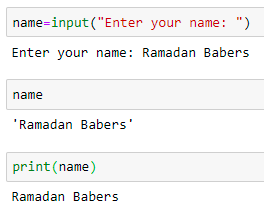 name=input("Enter your name: ")
Enter your name: Ramadan Babers
name
'Ramadan Babers'
print(name)
Ramadan Babers